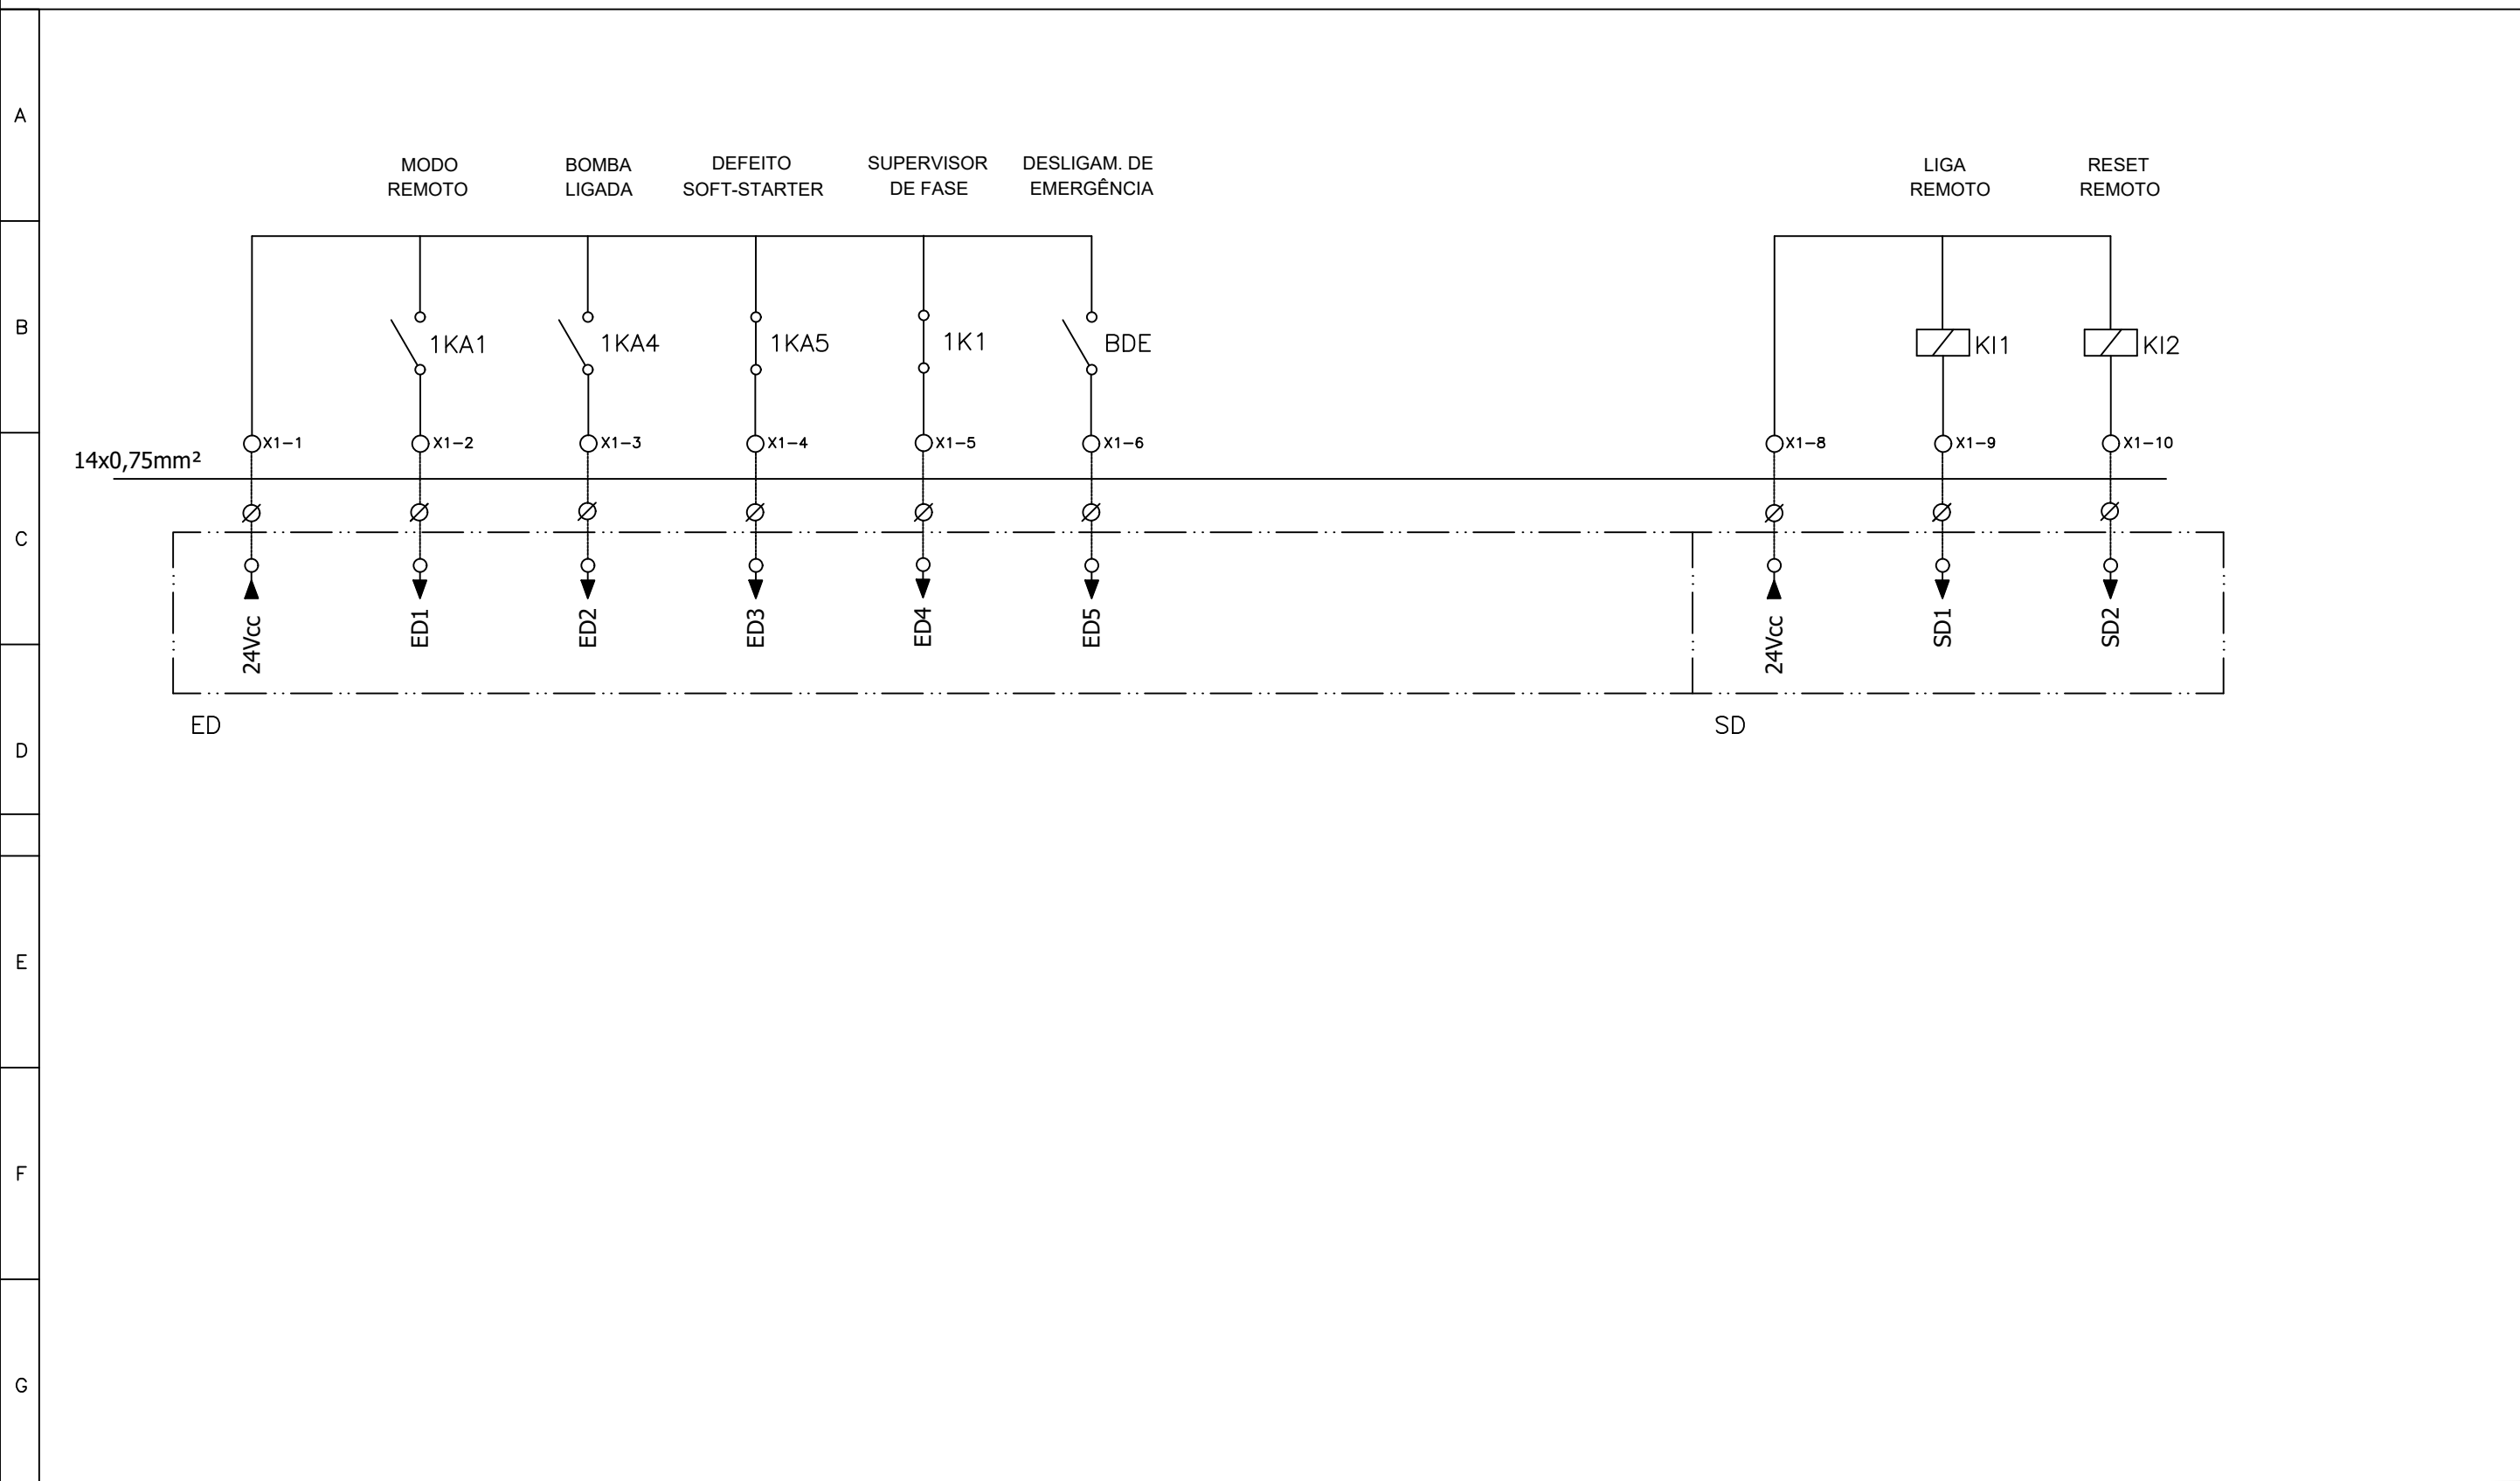 A
B
C
D
E
F
G
MODO
REMOTO
BOMBA
LIGADA
DEFEITO
SOFT-STARTER
SUPERVISOR
DE FASE
DESLIGAM. DE
EMERGÊNCIA
LIGA
REMOTO
RESET
REMOTO
1KA1
1KA4
1KA5
1K1
BDE
KI1
KI2
X1-1
X1-2
X1-3
X1-4
X1-5
X1-6
X1-8
X1-9
X1-10
14x0,75mm²
24Vcc
ED1
ED2
ED3
ED4
ED5
24Vcc
SD1
SD2
ED
SD